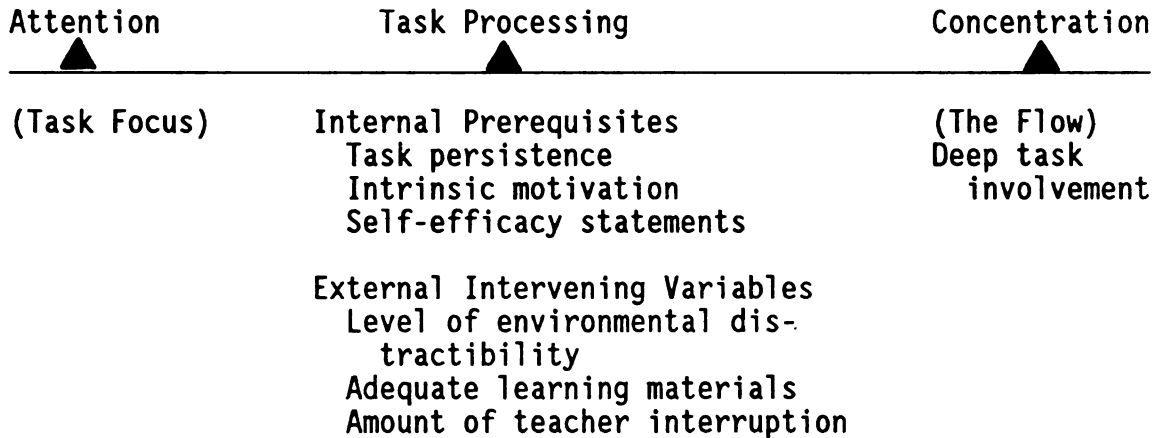 Attention Task Processing Concentration
(Task Focus) Internal Prerequisites (The Flow)
Task persistence Deep task
Intrinsic motivation involvement
Self-efficacy statements
External Intervening Variables
Level of environmental dis-
tractibility
Adequate learning materials
Amount of teacher interruption